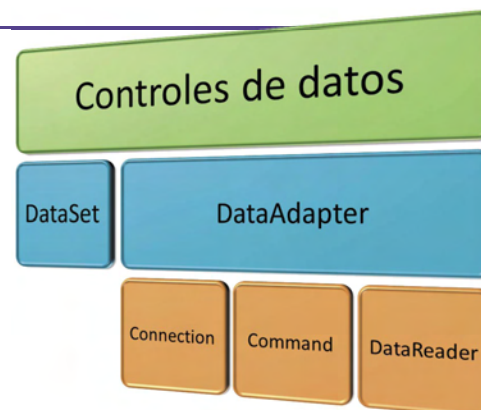 Controles de datos
DataSet
DataAdapter
Connection
Command
DataReader